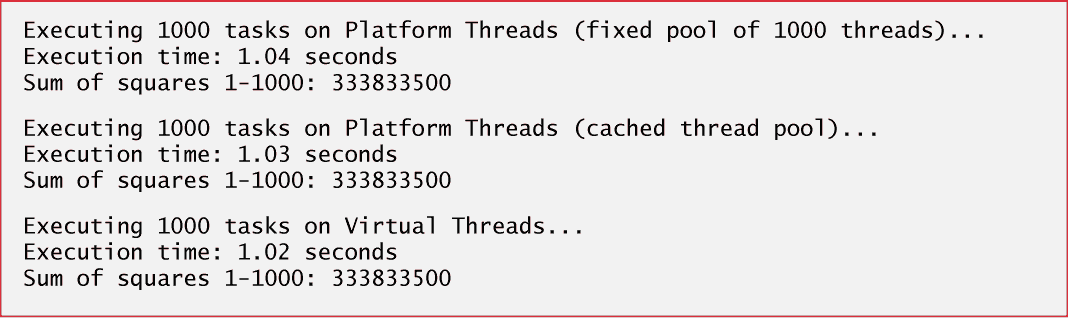 Executing 1000 tasks on Platform Threads (fixed pool of 1000 threads)...
Execution time: 1.04 seconds
Sum of squares 1-1000: 333833500
Executing 1000 tasks on Platform Threads (cached thread pool)...
Execution time: 1.03 seconds
Sum of squares 1-1000: 333833500
Executing 1000 tasks on Virtual Threads...
Execution time: 1.02 seconds
Sum of squares 1-1000: 333833500